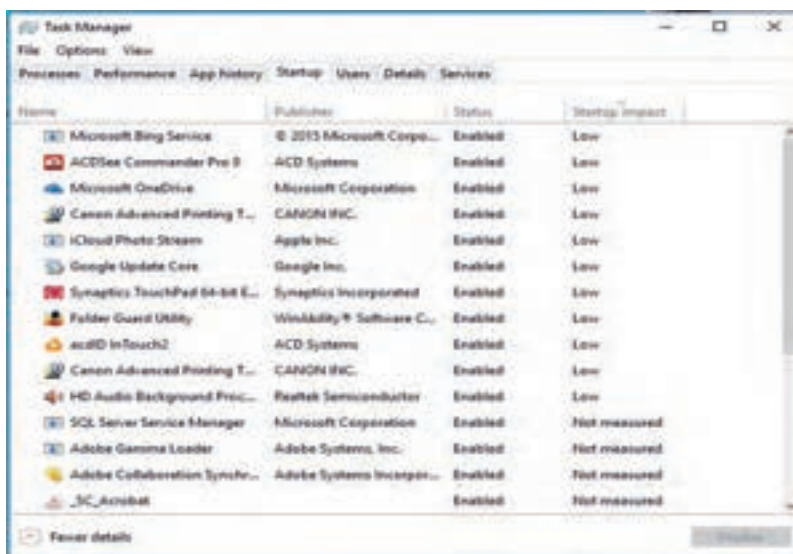 Task Manager
File Options View
Processes Performance App history Startup Users Details Services
Name Publisher Status Startup impact
Microsoft Bing Service © 2015 Microsoft Corpo... Enabled Low
ACDSee Commander Pro 9 ACD Systems Enabled Low
Microsoft OneDrive Microsoft Corporation Enabled Low
Canon Advanced Printing T... CANON INC. Enabled Low
iCloud Photo Stream Apple Inc. Enabled Low
Google Update Core Google Inc. Enabled Low
Synaptics TouchPad 64-bit E... Synaptics Incorporated Enabled Low
Folder Guard Utility WinAbility® Software C... Enabled Low
acdID InTouch2 ACD Systems Enabled Low
Canon Advanced Printing T... CANON INC. Enabled Low
HD Audio Background Proc... Realtek Semiconductor Enabled Low
SQL Server Service Manager Microsoft Corporation Enabled Not measured
Adobe Gamma Loader Adobe Systems, Inc. Enabled Not measured
Adobe Collaboration Synchr... Adobe Systems Incorpor... Enabled Not measured
_SC_Acrobat Enabled Not measured
Fewer details Disable